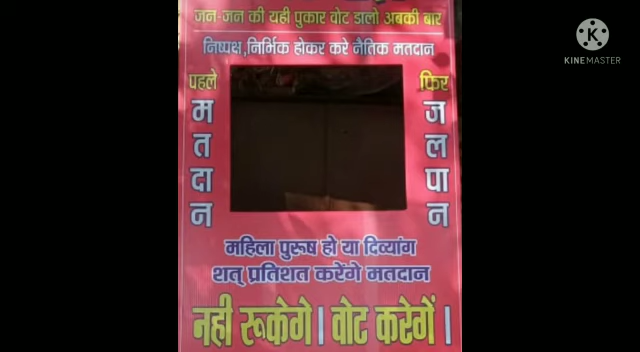 जन-जन की यही पुकार वोट डालो अबकी बार
निष्पक्ष,निर्भिक होकर करे नैतिक मतदान
पहले
म
त
दा
न
फिर
ज
ल
पा
न
महिला पुरूष हो या दिव्यांग
शत् प्रतिशत करेंगे मतदान
नही रूकेगे। वोट करेगें।
KINEMASTER